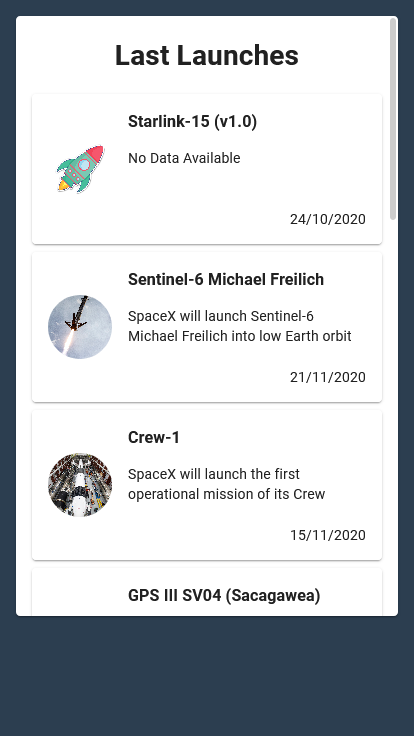 Last Launches
Starlink-15 (v1.0)
No Data Available
24/10/2020
Sentinel-6 Michael Freilich
SpaceX will launch Sentinel-6
Michael Freilich into low Earth orbit
21/11/2020
Crew-1
SpaceX will launch the first
operational mission of its Crew
15/11/2020
GPS III SV04 (Sacagawea)